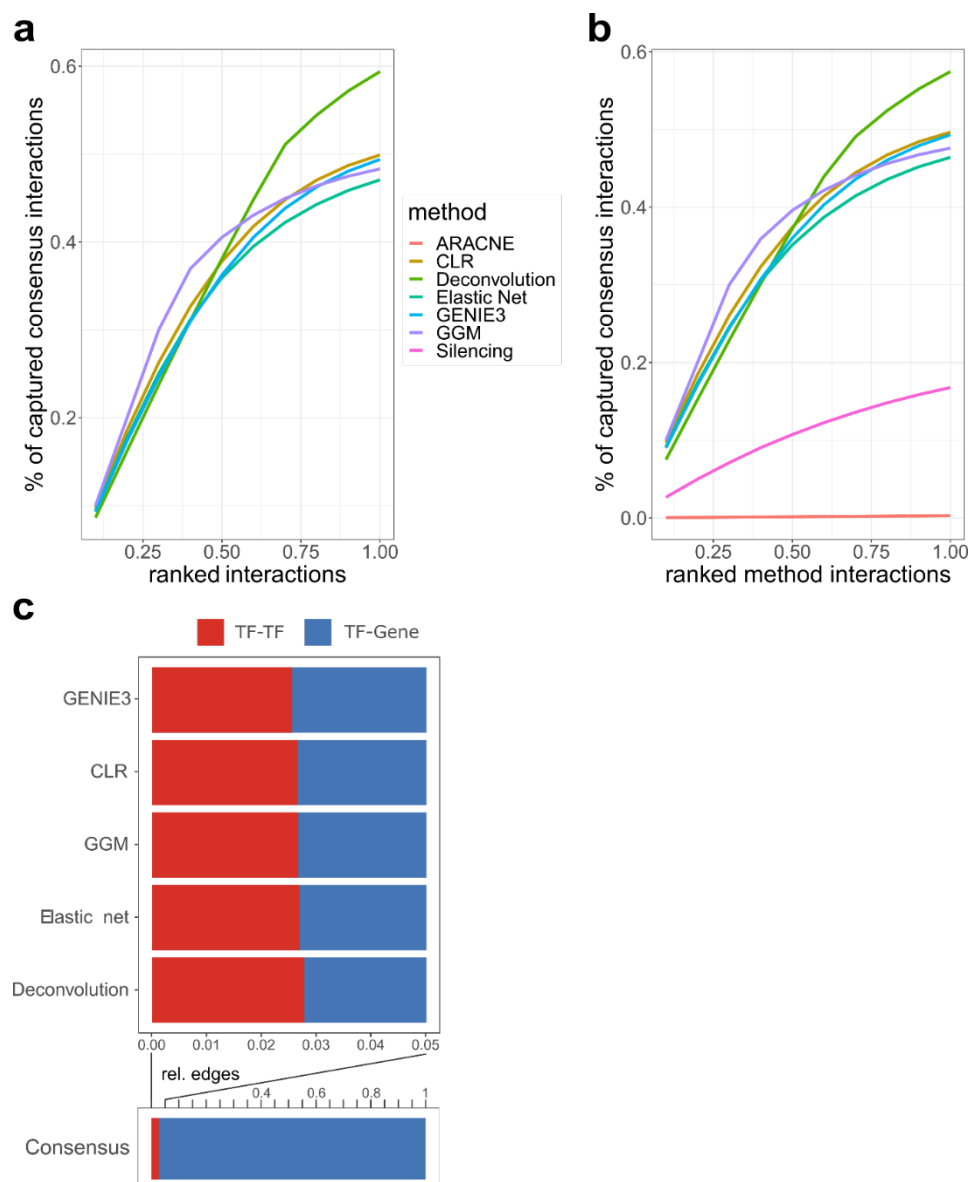 a
% of captured consensus interactions
0.6
0.4
0.2
0.25 0.50 0.75 1.00
ranked interactions
method
ARACNE
CLR
Deconvolution
Elastic Net
GENIE3
GGM
Silencing
b
% of captured consensus interactions
0.6
0.4
0.2
0.0
0.25 0.50 0.75 1.00
ranked method interactions
c
TF-TF TF-Gene
GENIE3
CLR
GGM
Elastic net
Deconvolution
0.00 0.01 0.02 0.03 0.04 0.05
rel. edges
0.4 0.6 0.8 1
Consensus